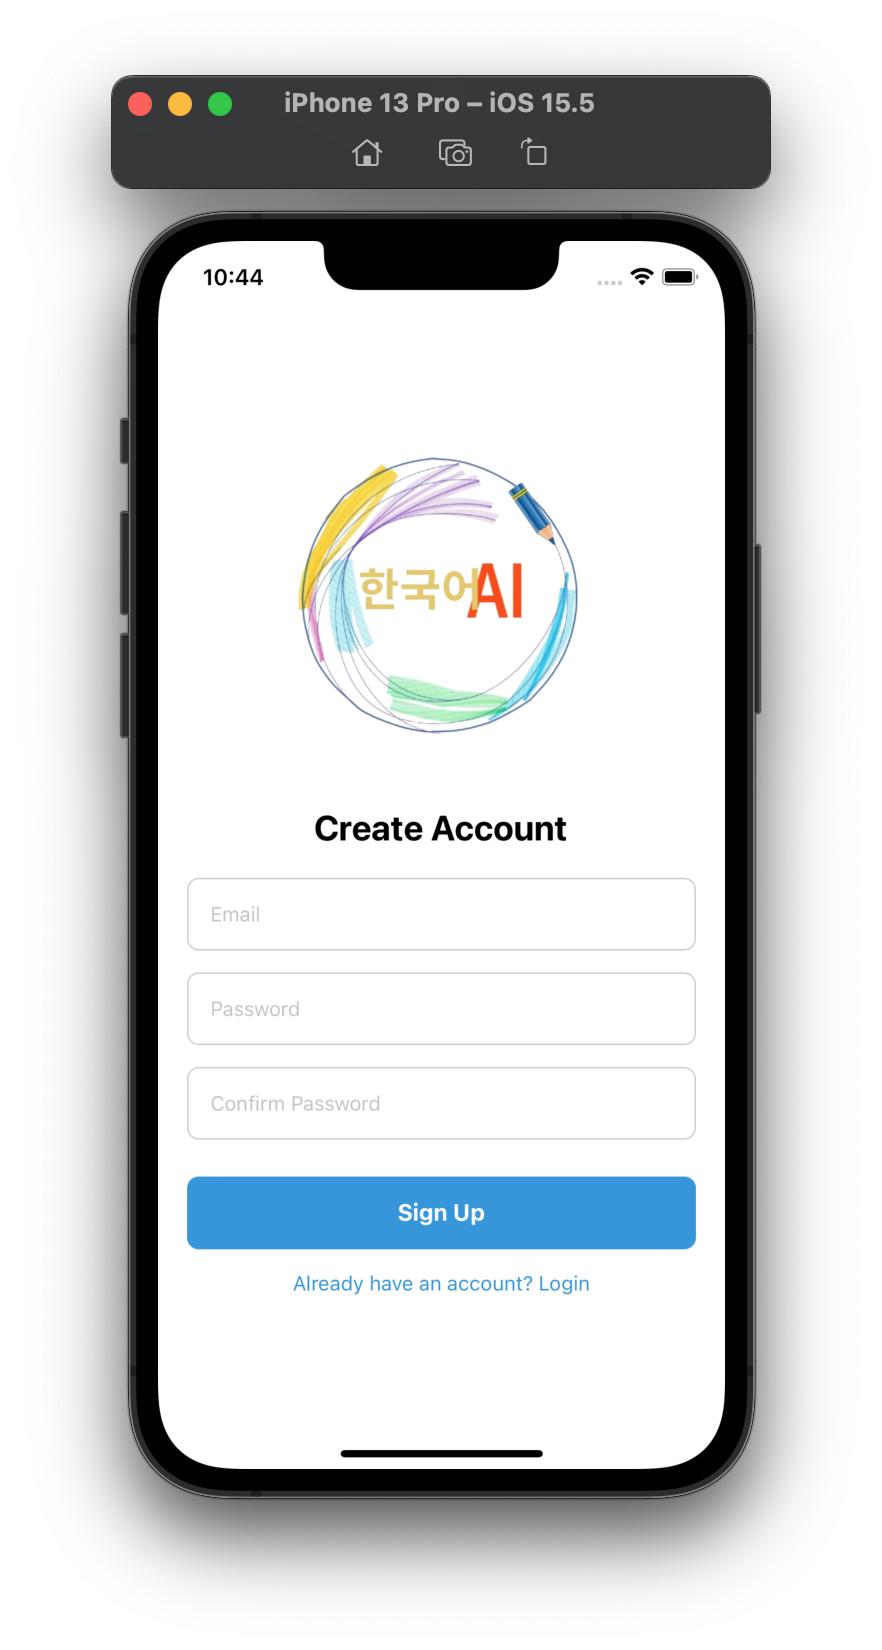 iPhone 13 Pro – iOS 15.5
10:44
한국어AI
Create Account
Email
Password
Confirm Password
Sign Up
Already have an account? Login